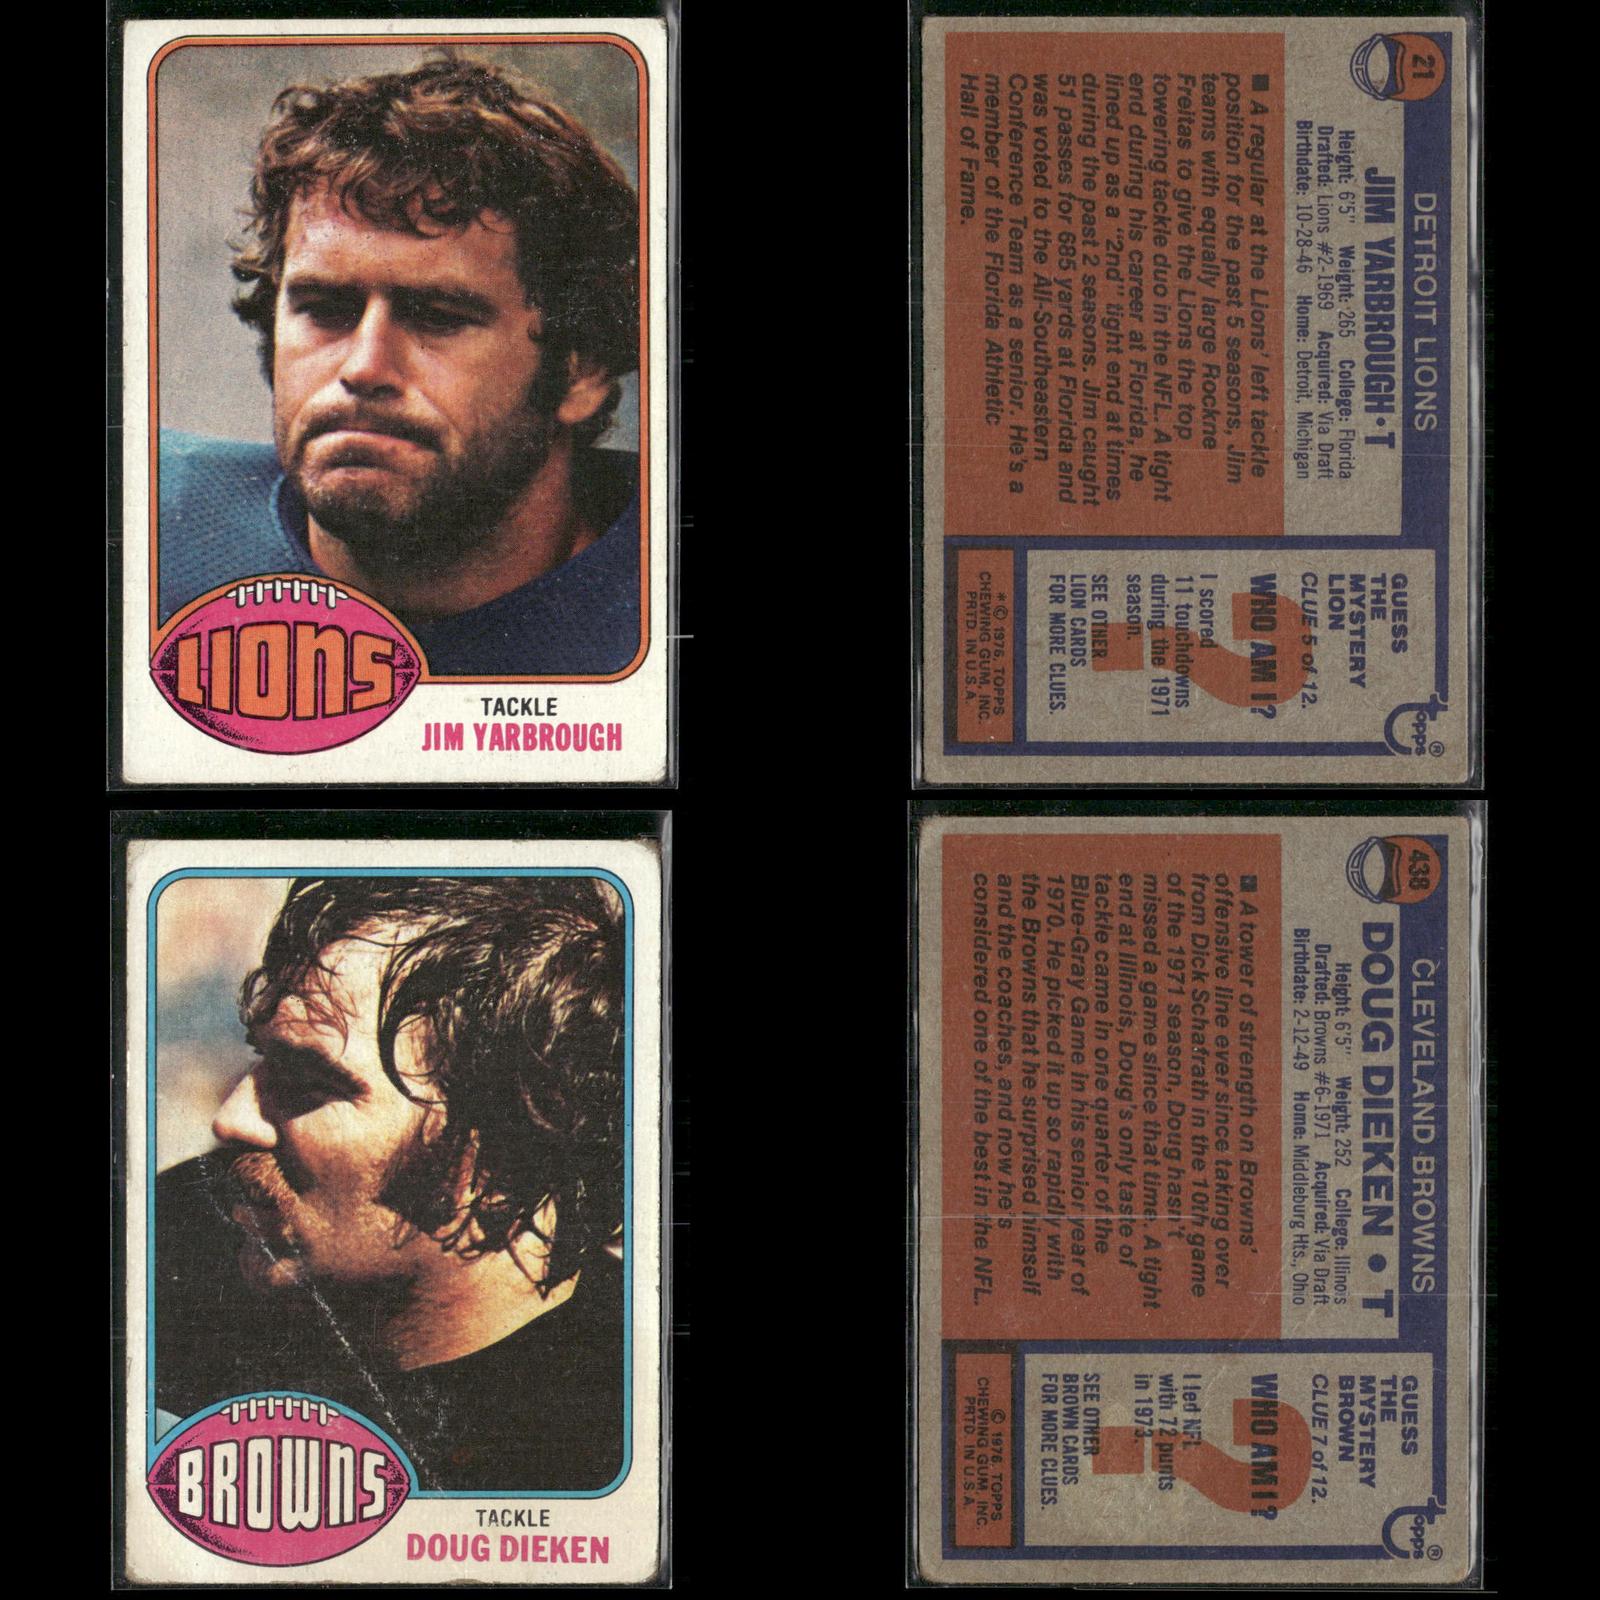 LIONS
TACKLE
JIM YARBROUGH
21
DETROIT LIONS
JIM YARBROUGH•T
Height: 6'5" Weight: 265 College: Florida
Drafted: Lions #2-1969 Acquired: Via Draft
Birthdate: 10-28-46 Home: Detroit, Michigan
■ A regular at the Lions' left tackle
position for the past 5 seasons, Jim
teams with equally large Rockne
Freitas to give the Lions the top
towering tackle duo in the NFL. A tight
end during his career at Florida, he
lined up as a "2nd" tight end at times
during the past 2 seasons. Jim caught
51 passes for 685 yards at Florida and
was voted to the All-Southeastern
Conference Team as a senior. He's a
member of the Florida Athletic
Hall of Fame.
GUESS
THE
MYSTERY
LION
CLUE 5 of 12.
WHO AM I?
I scored
11 touchdowns
during the 1971
season.
SEE OTHER
LION CARDS
FOR MORE CLUES.
* © 1976, TOPPS
CHEWING GUM, INC.
PRTD. IN U.S.A.
Topps®
BROWNS
TACKLE
DOUG DIEKEN
438
CLEVELAND BROWNS
DOUG DIEKEN • T
Height: 6'5" Weight: 252 College: Illinois
Drafted: Browns #6-1971 Acquired: Via Draft
Birthdate: 2-12-49 Home: Middleburg Hts., Ohio
■ A tower of strength on Browns'
offensive line ever since taking over
from Dick Schafrath in the 10th game
of the 1971 season, Doug hasn't
missed a game since that time. A tight
end at Illinois, Doug's only taste of
tackle came in one quarter of the
Blue-Gray Game in his senior year of
1970. He picked it up so rapidly with
the Browns that he surprised himself
and the coaches, and now he's
considered one of the best in the NFL.
GUESS
THE
MYSTERY
BROWN
CLUE 7 of 12.
WHO AM I?
I led NFL
with 72 punts
in 1973.
SEE OTHER
BROWN CARDS
FOR MORE CLUES.
© 1976, TOPPS
CHEWING GUM, INC.
PRTD. IN U.S.A.
Topps®